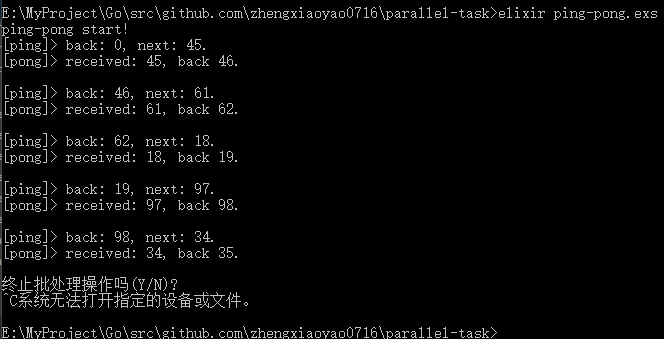 E:\MyProject\Go\src\github.com\zhengxiaoyao0716\parallel-task>elixir ping-pong.exs
ping-pong start!
[ping]> back: 0, next: 45.
[pong]> received: 45, back 46.
[ping]> back: 46, next: 61.
[pong]> received: 61, back 62.
[ping]> back: 62, next: 18.
[pong]> received: 18, back 19.
[ping]> back: 19, next: 97.
[pong]> received: 97, back 98.
[ping]> back: 98, next: 34.
[pong]> received: 34, back 35.
终止批处理操作吗(Y/N)?
^C系统无法打开指定的设备或文件。
E:\MyProject\Go\src\github.com\zhengxiaoyao0716\parallel-task>